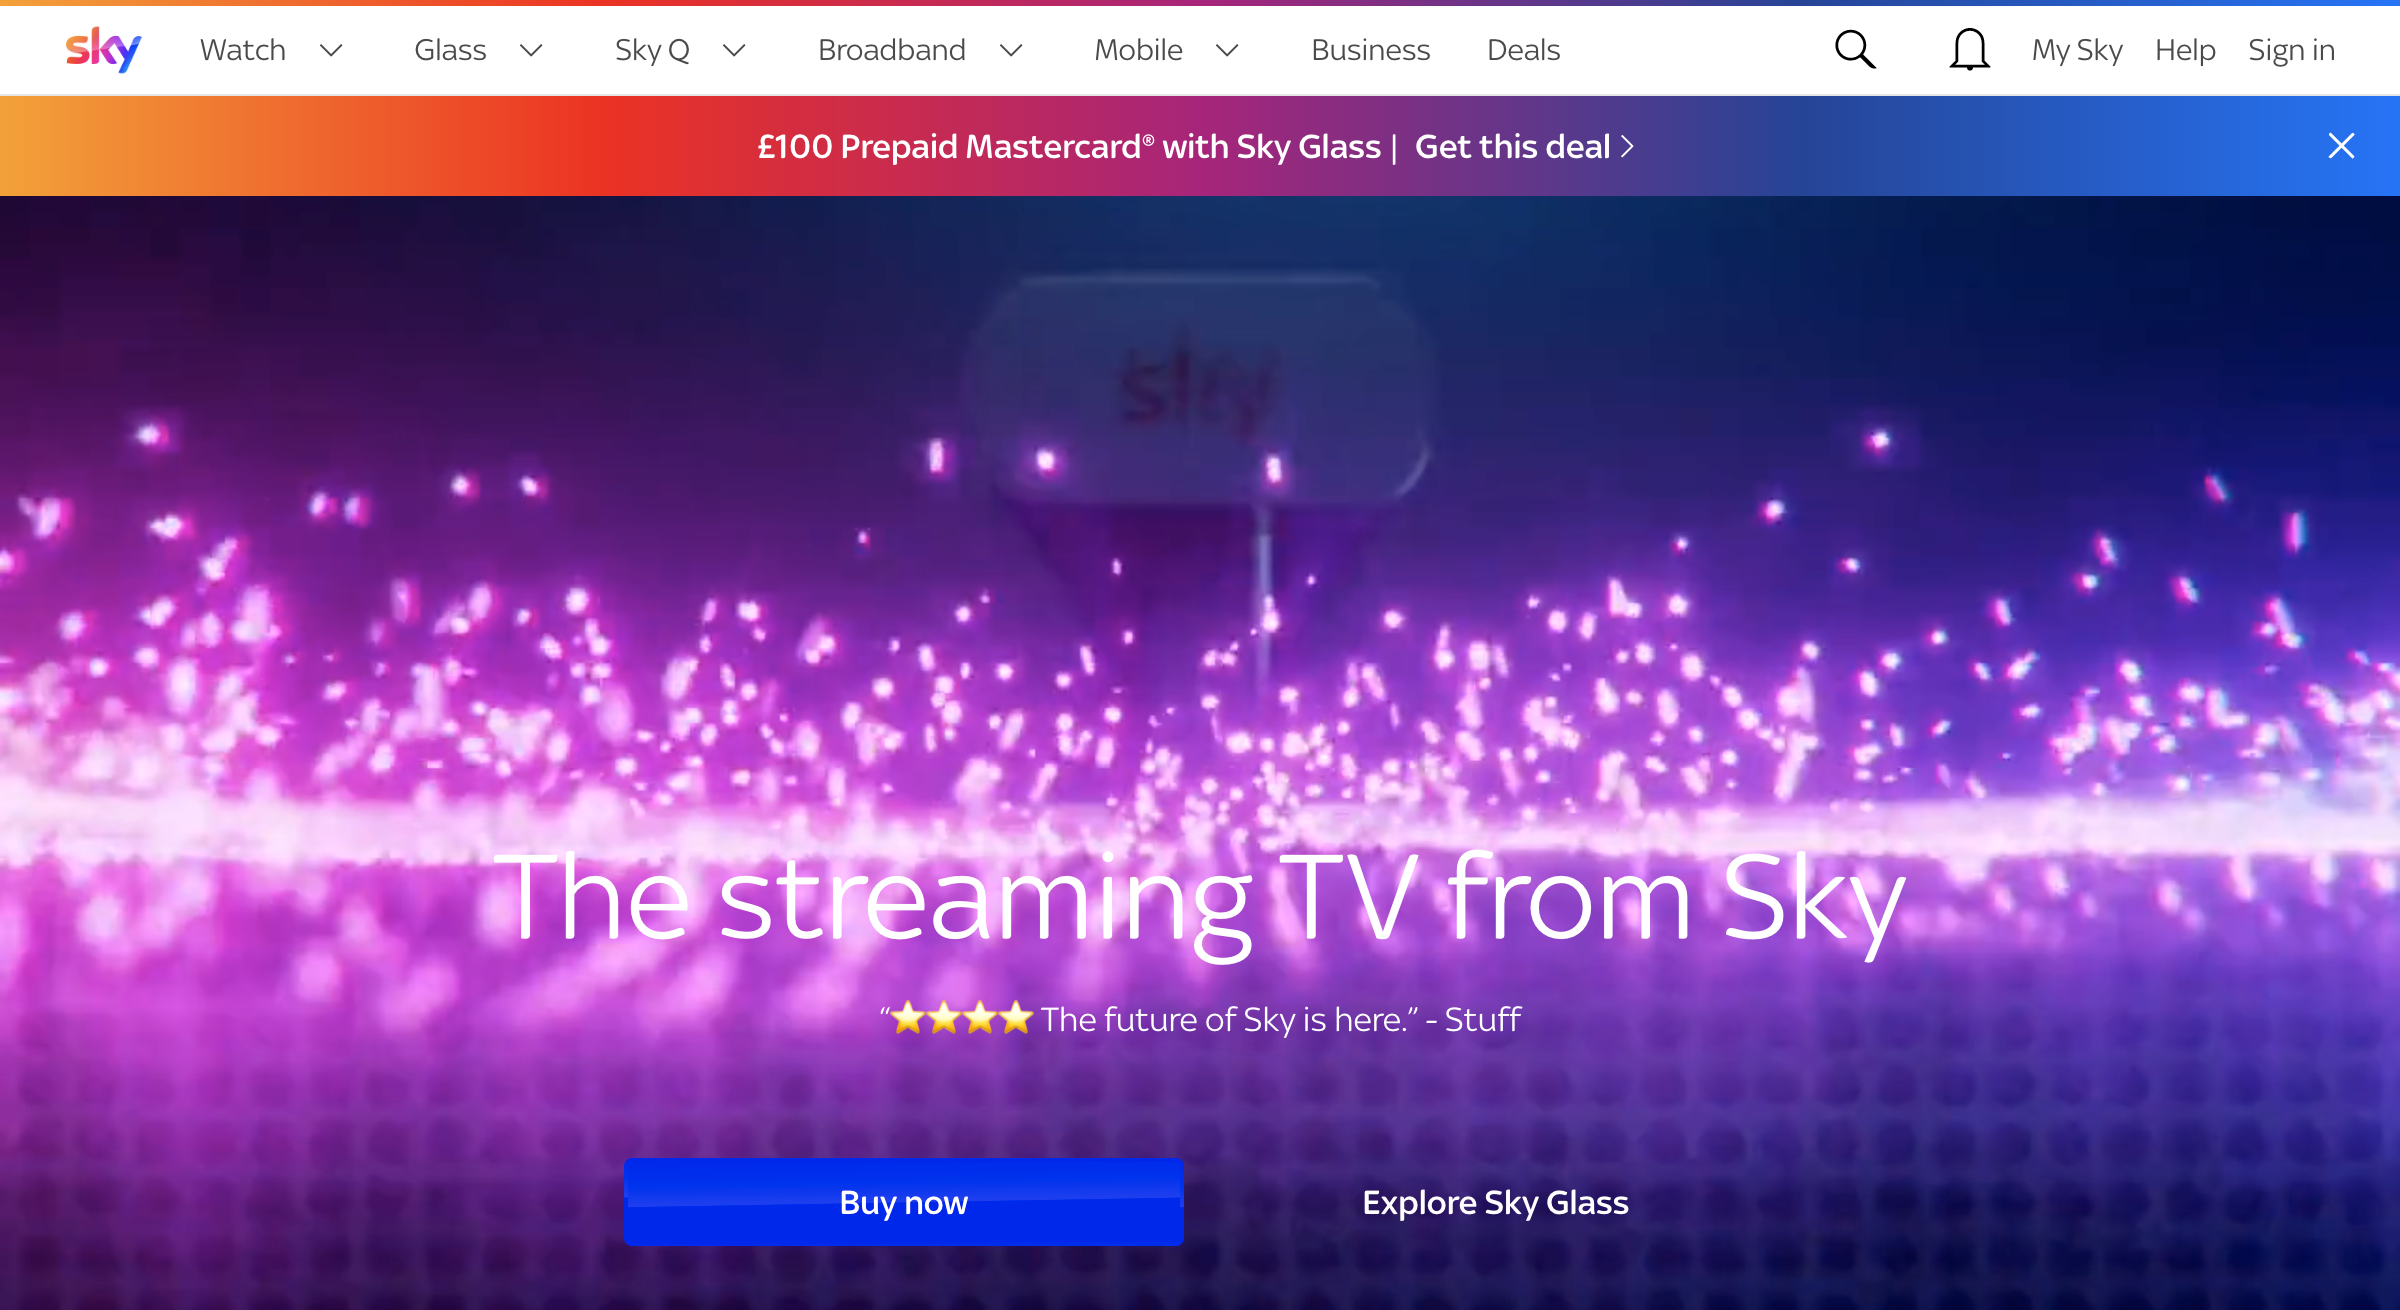 sky Watch Glass Sky Q Broadband Mobile Business Deals My Sky Help Sign in
£100 Prepaid Mastercard® with Sky Glass | Get this deal
sky
The streaming TV from Sky
“⭐⭐⭐⭐ The future of Sky is here.” - Stuff
Buy now Explore Sky Glass